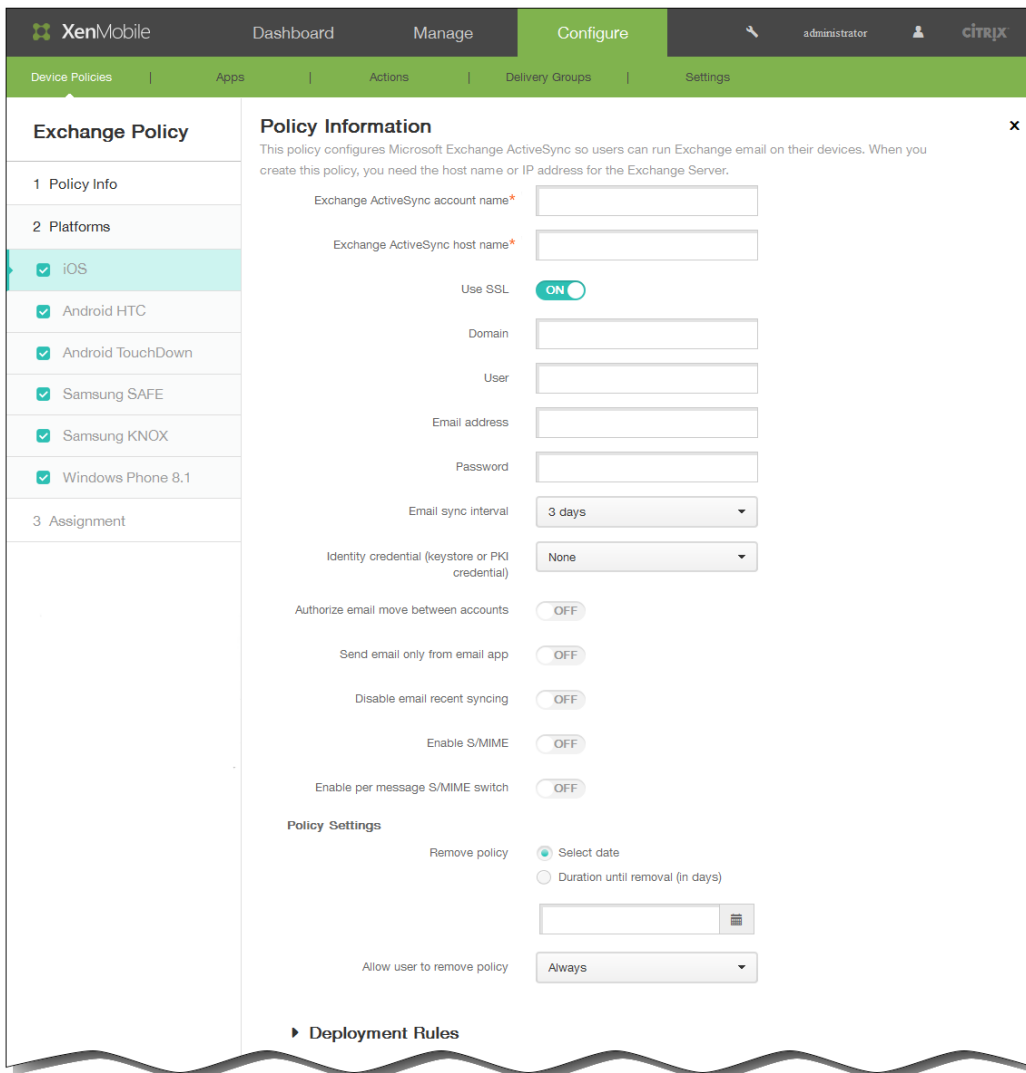 XenMobile Dashboard Manage Configure administrator CİTRIX
Device Policies | Apps | Actions | Delivery Groups | Settings
Exchange Policy
1 Policy Info
2 Platforms
iOS
Android HTC
Android TouchDown
Samsung SAFE
Samsung KNOX
Windows Phone 8.1
3 Assignment
Policy Information
x
This policy configures Microsoft Exchange ActiveSync so users can run Exchange email on their devices. When you
create this policy, you need the host name or IP address for the Exchange Server.
Exchange ActiveSync account name*
Exchange ActiveSync host name*
Use SSL ON
Domain
User
Email address
Password
Email sync interval 3 days
Identity credential (keystore or PKI
credential) None
Authorize email move between accounts OFF
Send email only from email app OFF
Disable email recent syncing OFF
Enable S/MIME OFF
Enable per message S/MIME switch OFF
Policy Settings
Remove policy Select date
Duration until removal (in days)
Allow user to remove policy Always
Deployment Rules